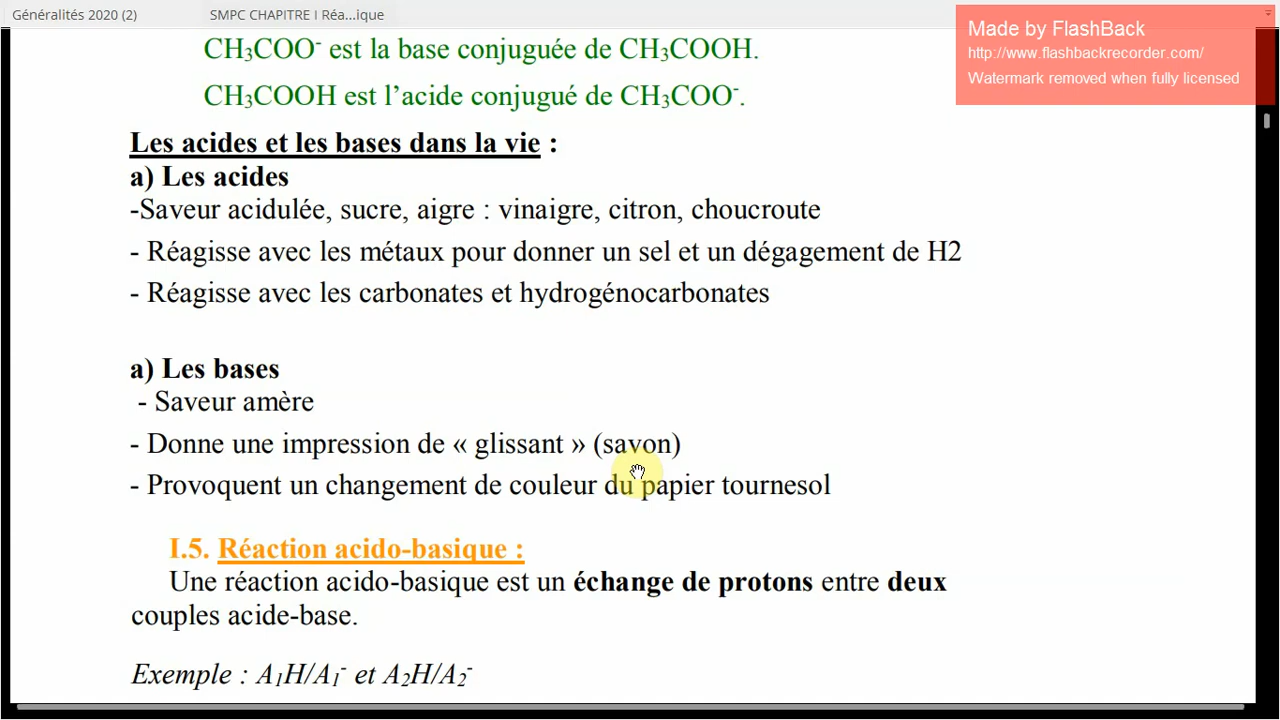 Généralités 2020 (2)
SMPC CHAPITRE I Réa...ique
Made by FlashBack
http://www.flashbackrecorder.com/
Watermark removed when fully licensed
CH₃COO⁻ est la base conjuguée de CH₃COOH.
CH₃COOH est l’acide conjugué de CH₃COO⁻.
Les acides et les bases dans la vie :
a) Les acides
-Saveur acidulée, sucre, aigre : vinaigre, citron, choucroute
- Réagisse avec les métaux pour donner un sel et un dégagement de H2
- Réagisse avec les carbonates et hydrogénocarbonates
a) Les bases
- Saveur amère
- Donne une impression de « glissant » (savon)
- Provoquent un changement de couleur du papier tournesol
I.5. Réaction acido-basique :
Une réaction acido-basique est un échange de protons entre deux
couples acide-base.
Exemple : A₁H/A₁⁻ et A₂H/A₂⁻